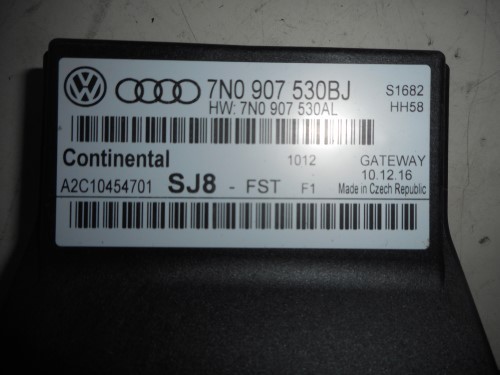 7N0 907 530BJ S1682
HW: 7N0 907 530AL HH58
Continental 1012 GATEWAY
A2C10454701 SJ8 - FST F1 10.12.16
Made in Czech Republic